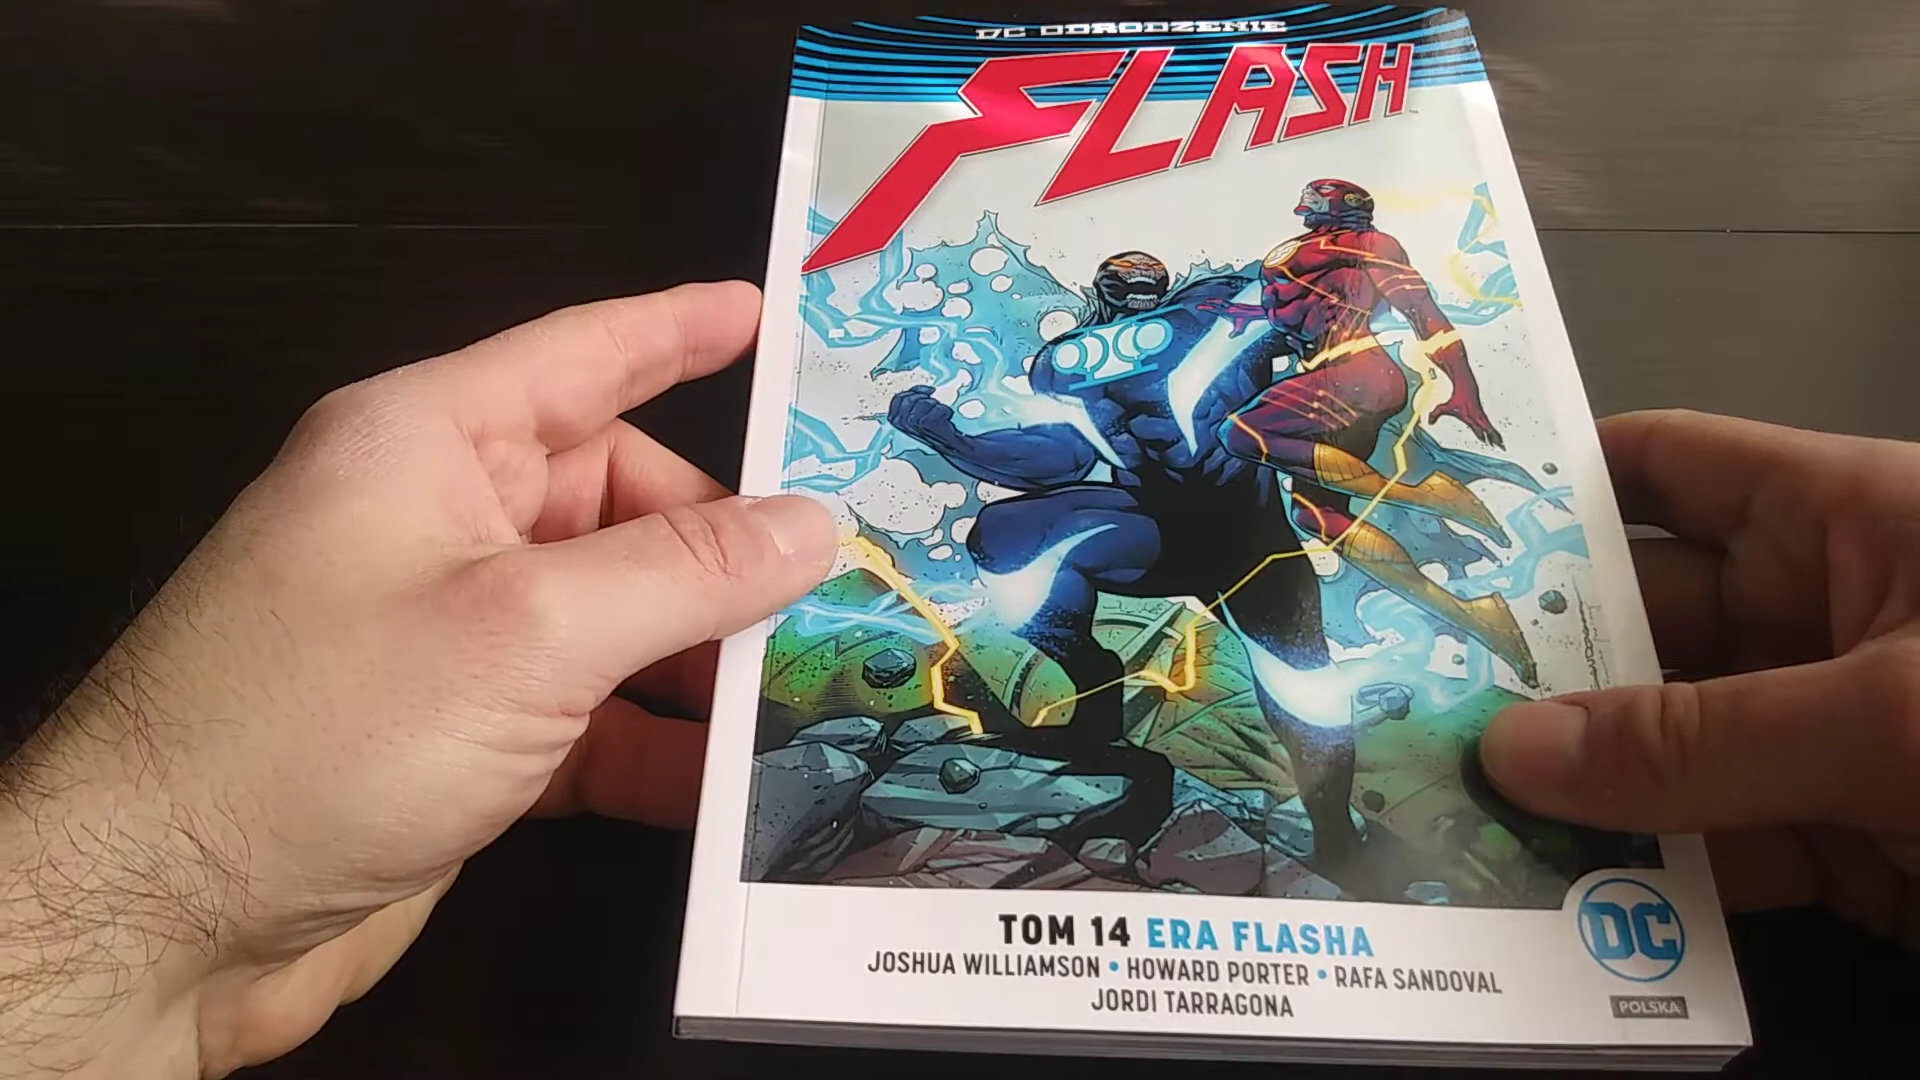 DC ODRODZENIE
FLASH
TOM 14 ERA FLASHA
JOSHUA WILLIAMSON • HOWARD PORTER • RAFA SANDOVAL
JORDI TARRAGONA
DC
POLSKA